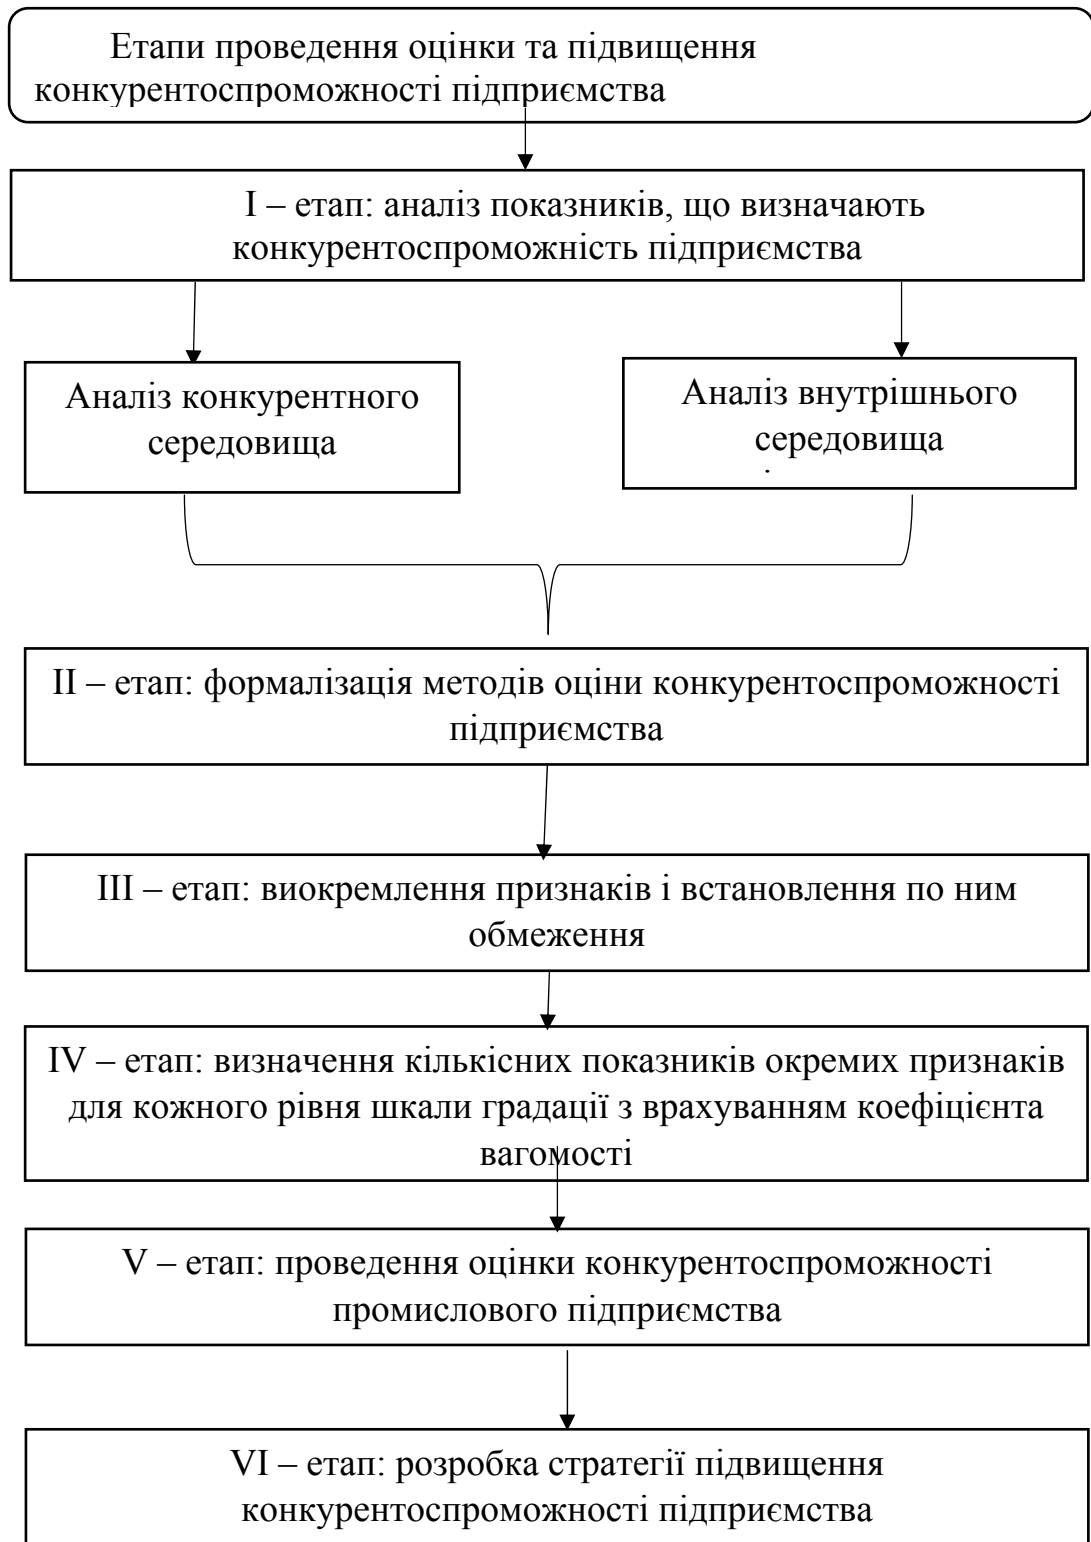 Етапи проведення оцінки та підвищення
конкурентоспроможності підприємства
I – етап: аналіз показників, що визначають
конкурентоспроможність підприємства
Аналіз конкурентного
середовища
Аналіз внутрішнього
середовища
II – етап: формалізація методів оціни конкурентоспроможності
підприємства
III – етап: виокремлення признаків і встановлення по ним
обмеження
IV – етап: визначення кількісних показників окремих признаків
для кожного рівня шкали градації з врахуванням коефіцієнта
вагомості
V – етап: проведення оцінки конкурентоспроможності
промислового підприємства
VI – етап: розробка стратегії підвищення
конкурентоспроможності підприємства